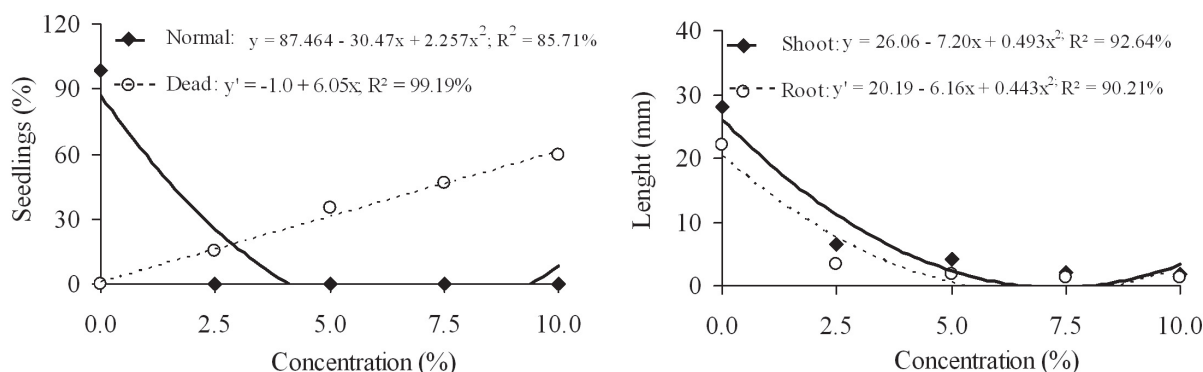 120
Normal: y = 87.464 - 30.47x + 2.257x²; R² = 85.71%
Dead: y' = -1.0 + 6.05x, R² = 99.19%
90
60
30
0
Seedlings (%)
0.0 2.5 5.0 7.5 10.0
Concentration (%)
40
Shoot: y = 26.06 - 7.20x + 0.493x²; R² = 92.64%
Root: y' = 20.19 - 6.16x + 0.443x²; R² = 90.21%
30
20
10
0
Lenght (mm)
0.0 2.5 5.0 7.5 10.0
Concentration (%)